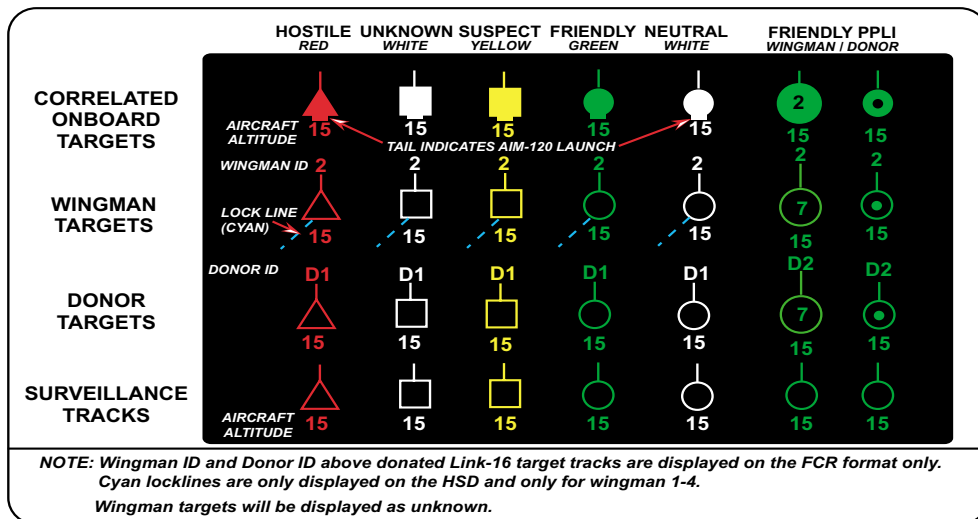 HOSTILE UNKNOWN SUSPECT FRIENDLY NEUTRAL FRIENDLY PPLI
RED WHITE YELLOW GREEN WHITE WINGMAN / DONOR
CORRELATED
ONBOARD
TARGETS
2
AIRCRAFT
ALTITUDE
15 15 15 15 15 15 15
TAIL INDICATES AIM-120 LAUNCH
WINGMAN ID 2 2 2 2 2 2 2
WINGMAN
TARGETS
7
LOCK LINE
(CYAN)
15 15 15 15 15 15 15
DONOR ID D1 D1 D1 D1 D1 D2 D2
DONOR
TARGETS
7
15 15 15 15 15 15 15
SURVEILLANCE
TRACKS
AIRCRAFT
ALTITUDE
15 15 15 15 15 15 15
NOTE: Wingman ID and Donor ID above donated Link-16 target tracks are displayed on the FCR format only.
Cyan locklines are only displayed on the HSD and only for wingman 1-4.
Wingman targets will be displayed as unknown.